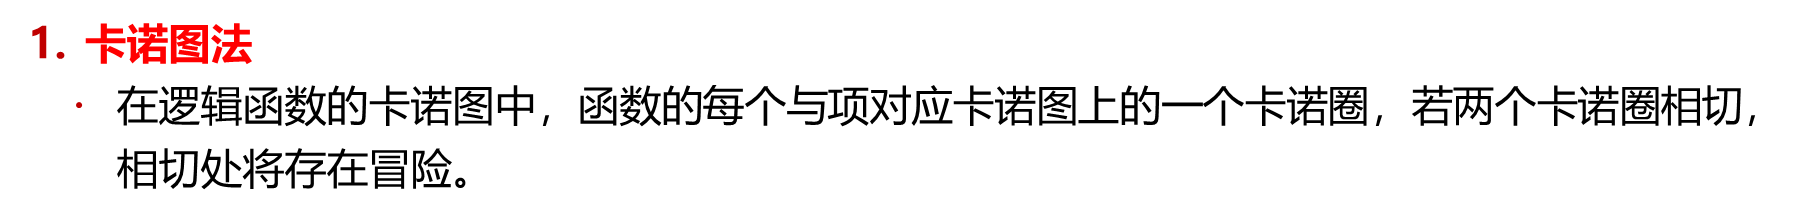 1. 卡诺图法
· 在逻辑函数的卡诺图中，函数的每个与项对应卡诺图上的一个卡诺圈，若两个卡诺圈相切，
相切处将存在冒险。